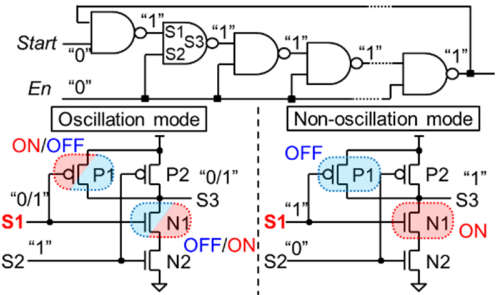 "1" "1" "1" "1" "1"
Start "0" S1 S3
S2
En "0"
Oscillation mode Non-oscillation mode
ON/OFF OFF
P1 P2 P1 P2
"0/1" "0/1" "1" "1"
S3 S3
S1 N1 S1 N1
"1" OFF/ON "0" ON
S2 N2 S2 N2